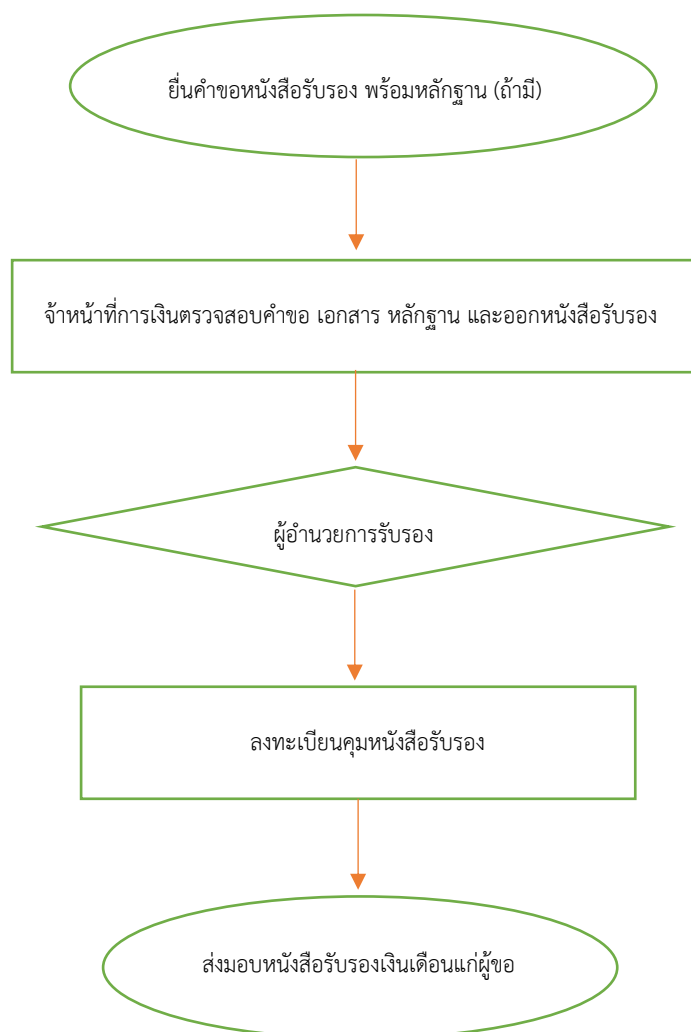 ยื่นคำขอหนังสือรับรอง พร้อมหลักฐาน (ถ้ามี)
จ้าหน้าที่การเงินตรวจสอบคำขอ เอกสาร หลักฐาน และออกหนังสือรับรอง
ผู้อำนวยการรับรอง
ลงทะเบียนคุมหนังสือรับรอง
ส่งมอบหนังสือรับรองเงินเดือนแก่ผู้ขอ